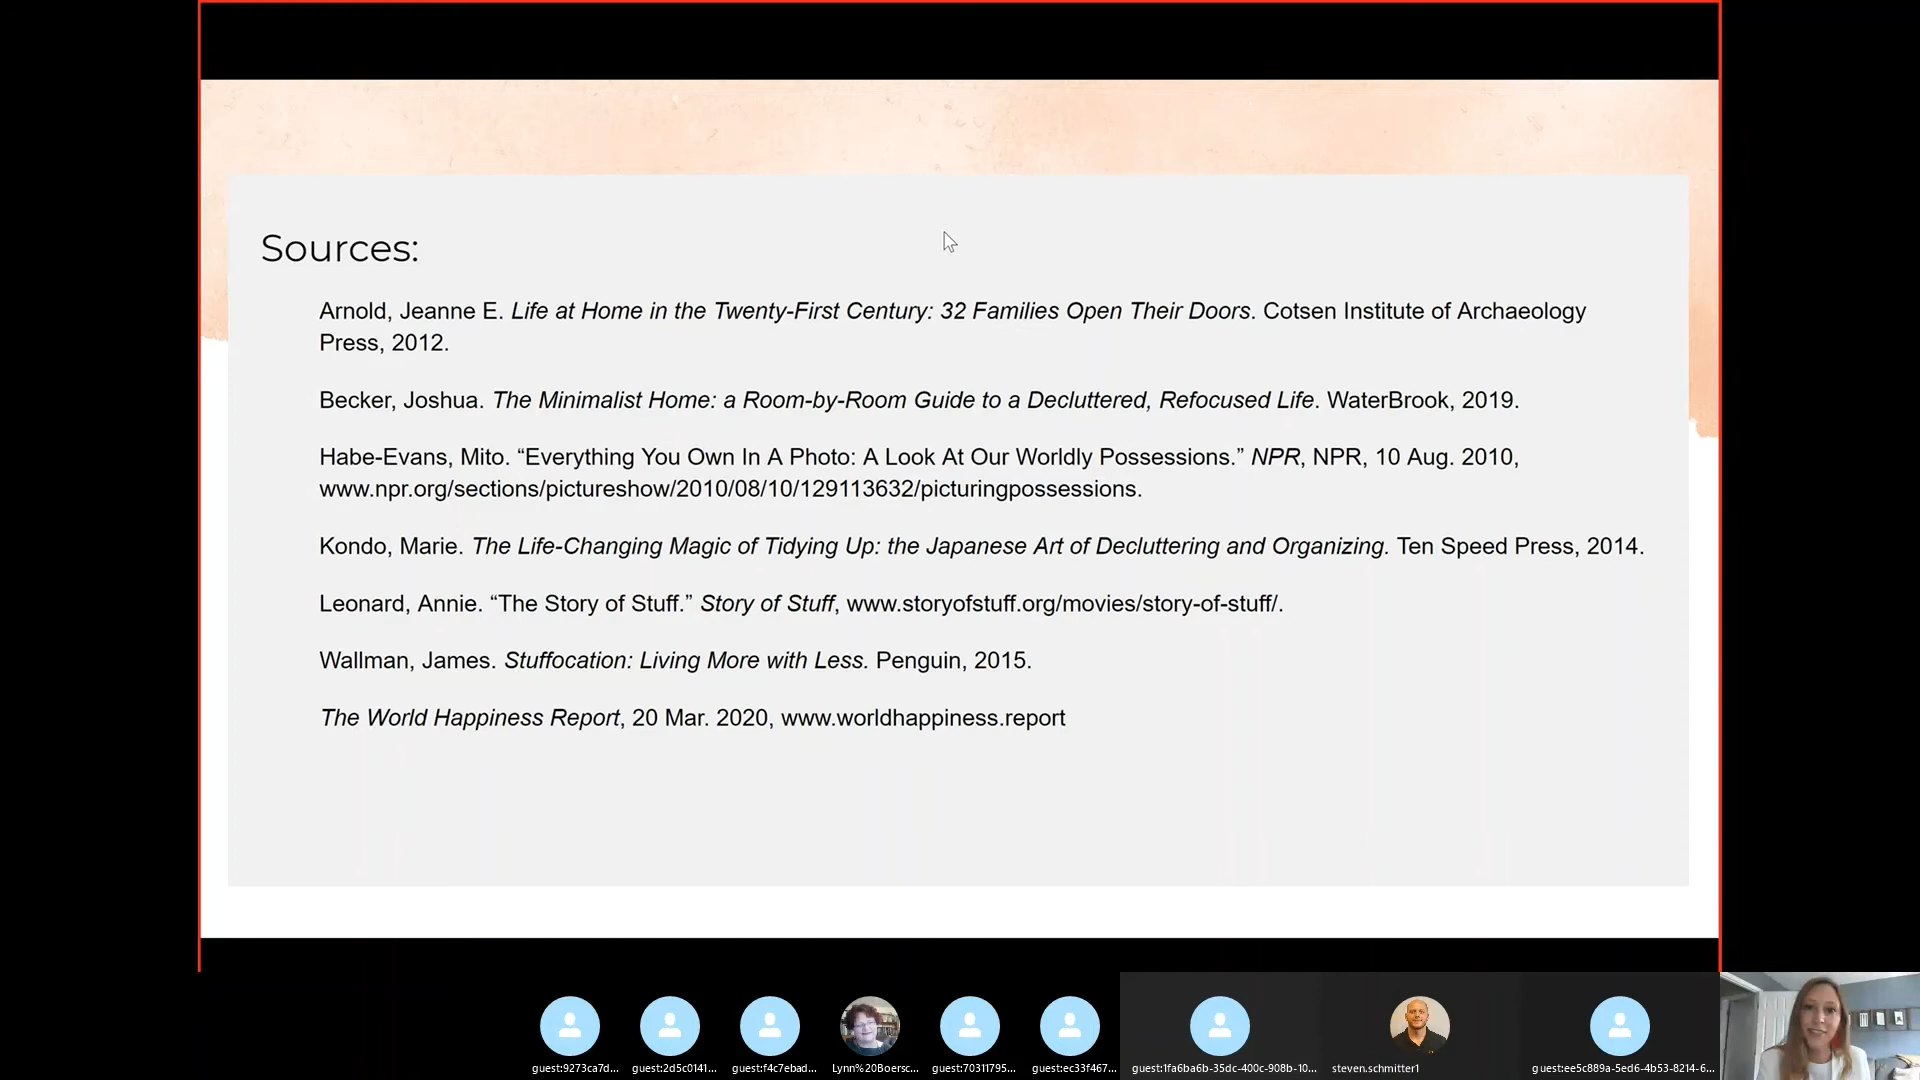 Sources:
Arnold, Jeanne E. Life at Home in the Twenty-First Century: 32 Families Open Their Doors. Cotsen Institute of Archaeology
Press, 2012.
Becker, Joshua. The Minimalist Home: a Room-by-Room Guide to a Decluttered, Refocused Life. WaterBrook, 2019.
Habe-Evans, Mito. “Everything You Own In A Photo: A Look At Our Worldly Possessions.” NPR, NPR, 10 Aug. 2010,
www.npr.org/sections/pictureshow/2010/08/10/129113632/picturingpossessions.
Kondo, Marie. The Life-Changing Magic of Tidying Up: the Japanese Art of Decluttering and Organizing. Ten Speed Press, 2014.
Leonard, Annie. “The Story of Stuff.” Story of Stuff, www.storyofstuff.org/movies/story-of-stuff/.
Wallman, James. Stuffocation: Living More with Less. Penguin, 2015.
The World Happiness Report, 20 Mar. 2020, www.worldhappiness.report
guest:9273ca7d... guest:2d5c0141... guest:f4c7ebad... Lynn%20Boersc... guest:70311795... guest:ec33f467... guest:1fa6ba6b-35dc-400c-908b-10... steven.schmitter1 guest:ee5c889a-5ed6-4b53-8214-6...